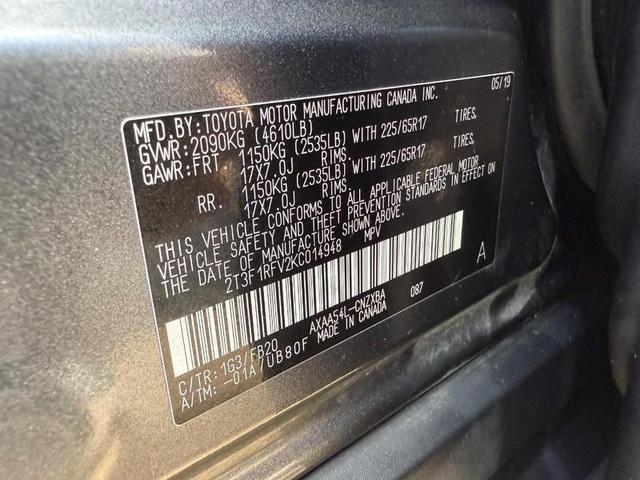 MFD.BY:TOYOTA MOTOR MANUFACTURING CANADA INC. 05/19
GVWR:2090KG (4610LB)
GAWR:FRT. 1150KG (2535LB) WITH 225/65R17 TIRES.
17X7.0J RIMS.
RR. 1150KG (2535LB) WITH 225/65R17 TIRES.
17X7.0J RIMS.
THIS VEHICLE CONFORMS TO ALL APPLICABLE FEDERAL MOTOR
VEHICLE SAFETY AND THEFT PREVENTION STANDARDS IN EFFECT ON
THE DATE OF MANUFACTURE SHOWN ABOVE.
2T3F1RFV2KC014948 MPV
A
C/TR: 1G3/FB20 AXAA54L-CNZXBA 087
A/TM: -01A/UB80F MADE IN CANADA